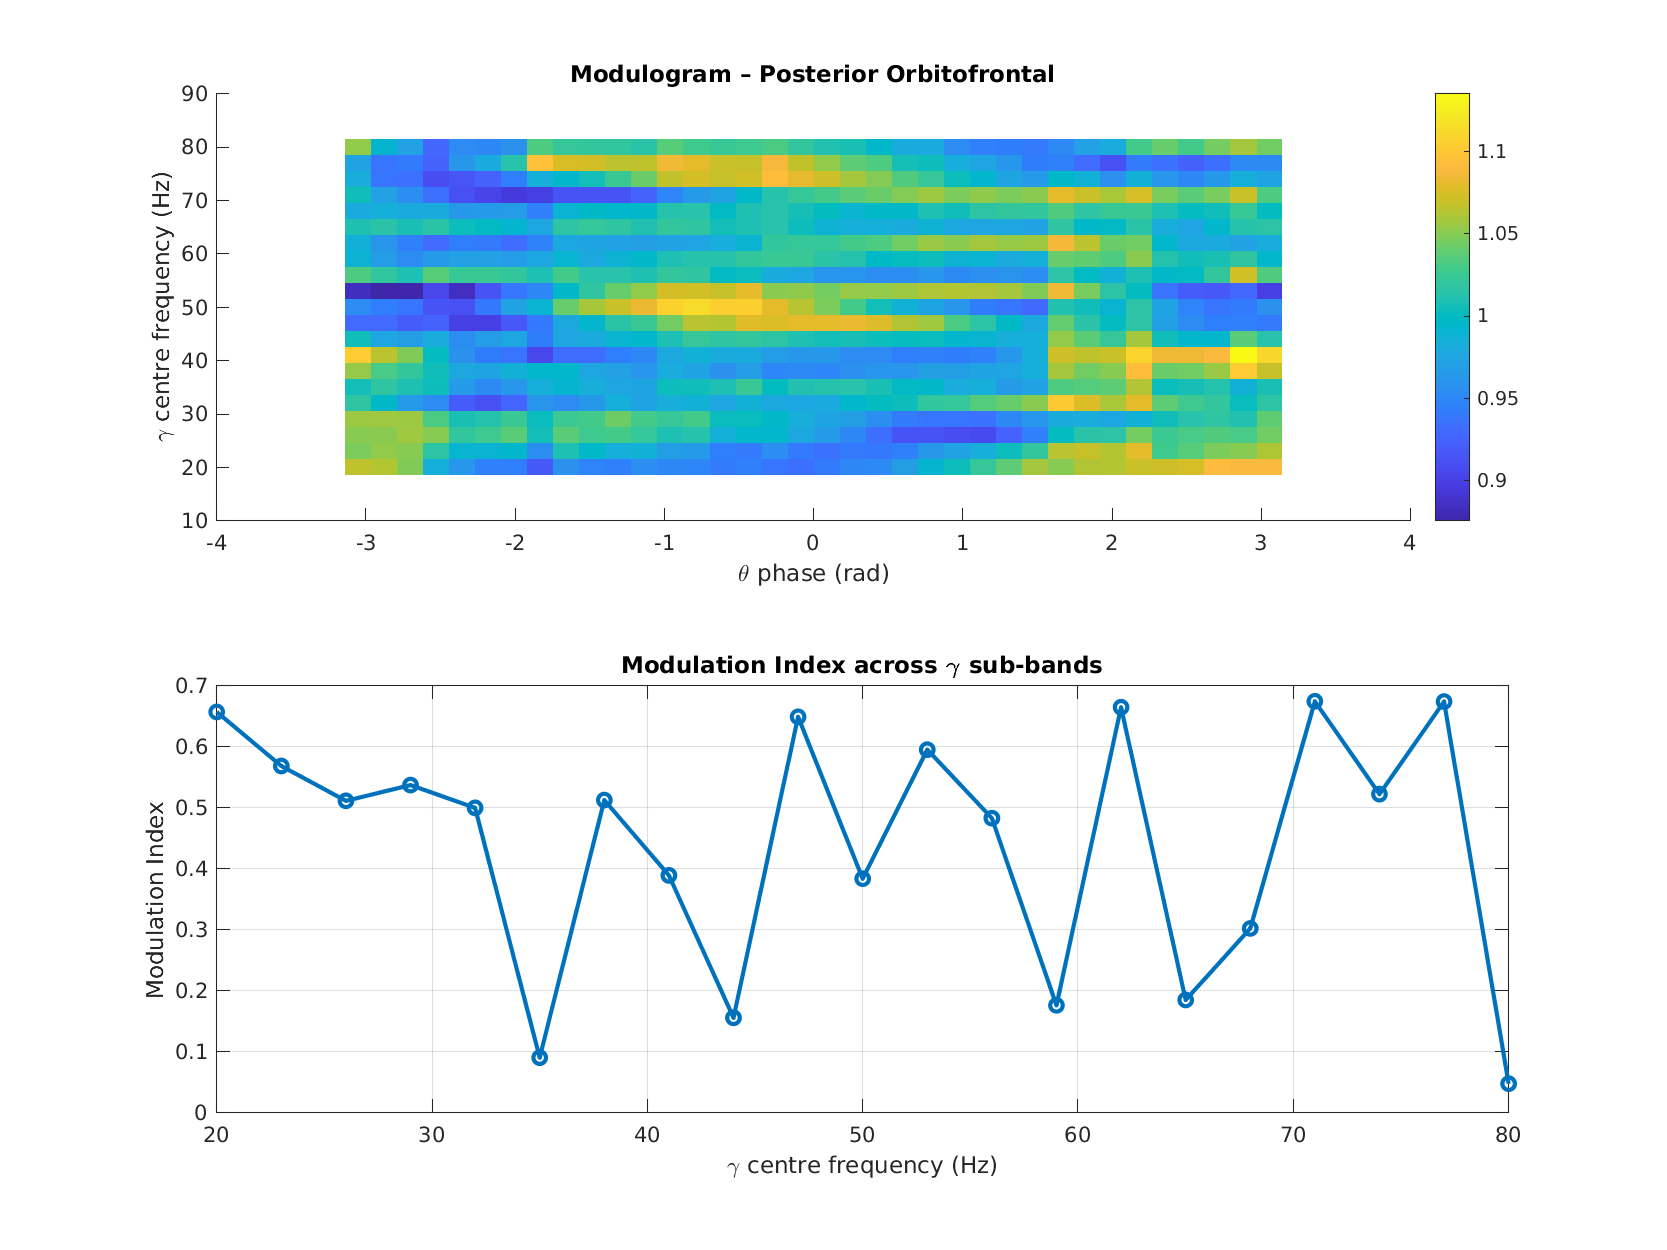 Modulogram – Posterior Orbitofrontal
γ centre frequency (Hz)
90
80
70
60
50
40
30
20
10
-4 -3 -2 -1 0 1 2 3 4
θ phase (rad)
1.1
1.05
1
0.95
0.9
Modulation Index across γ sub-bands
Modulation Index
0.7
0.6
0.5
0.4
0.3
0.2
0.1
0
20 30 40 50 60 70 80
γ centre frequency (Hz)